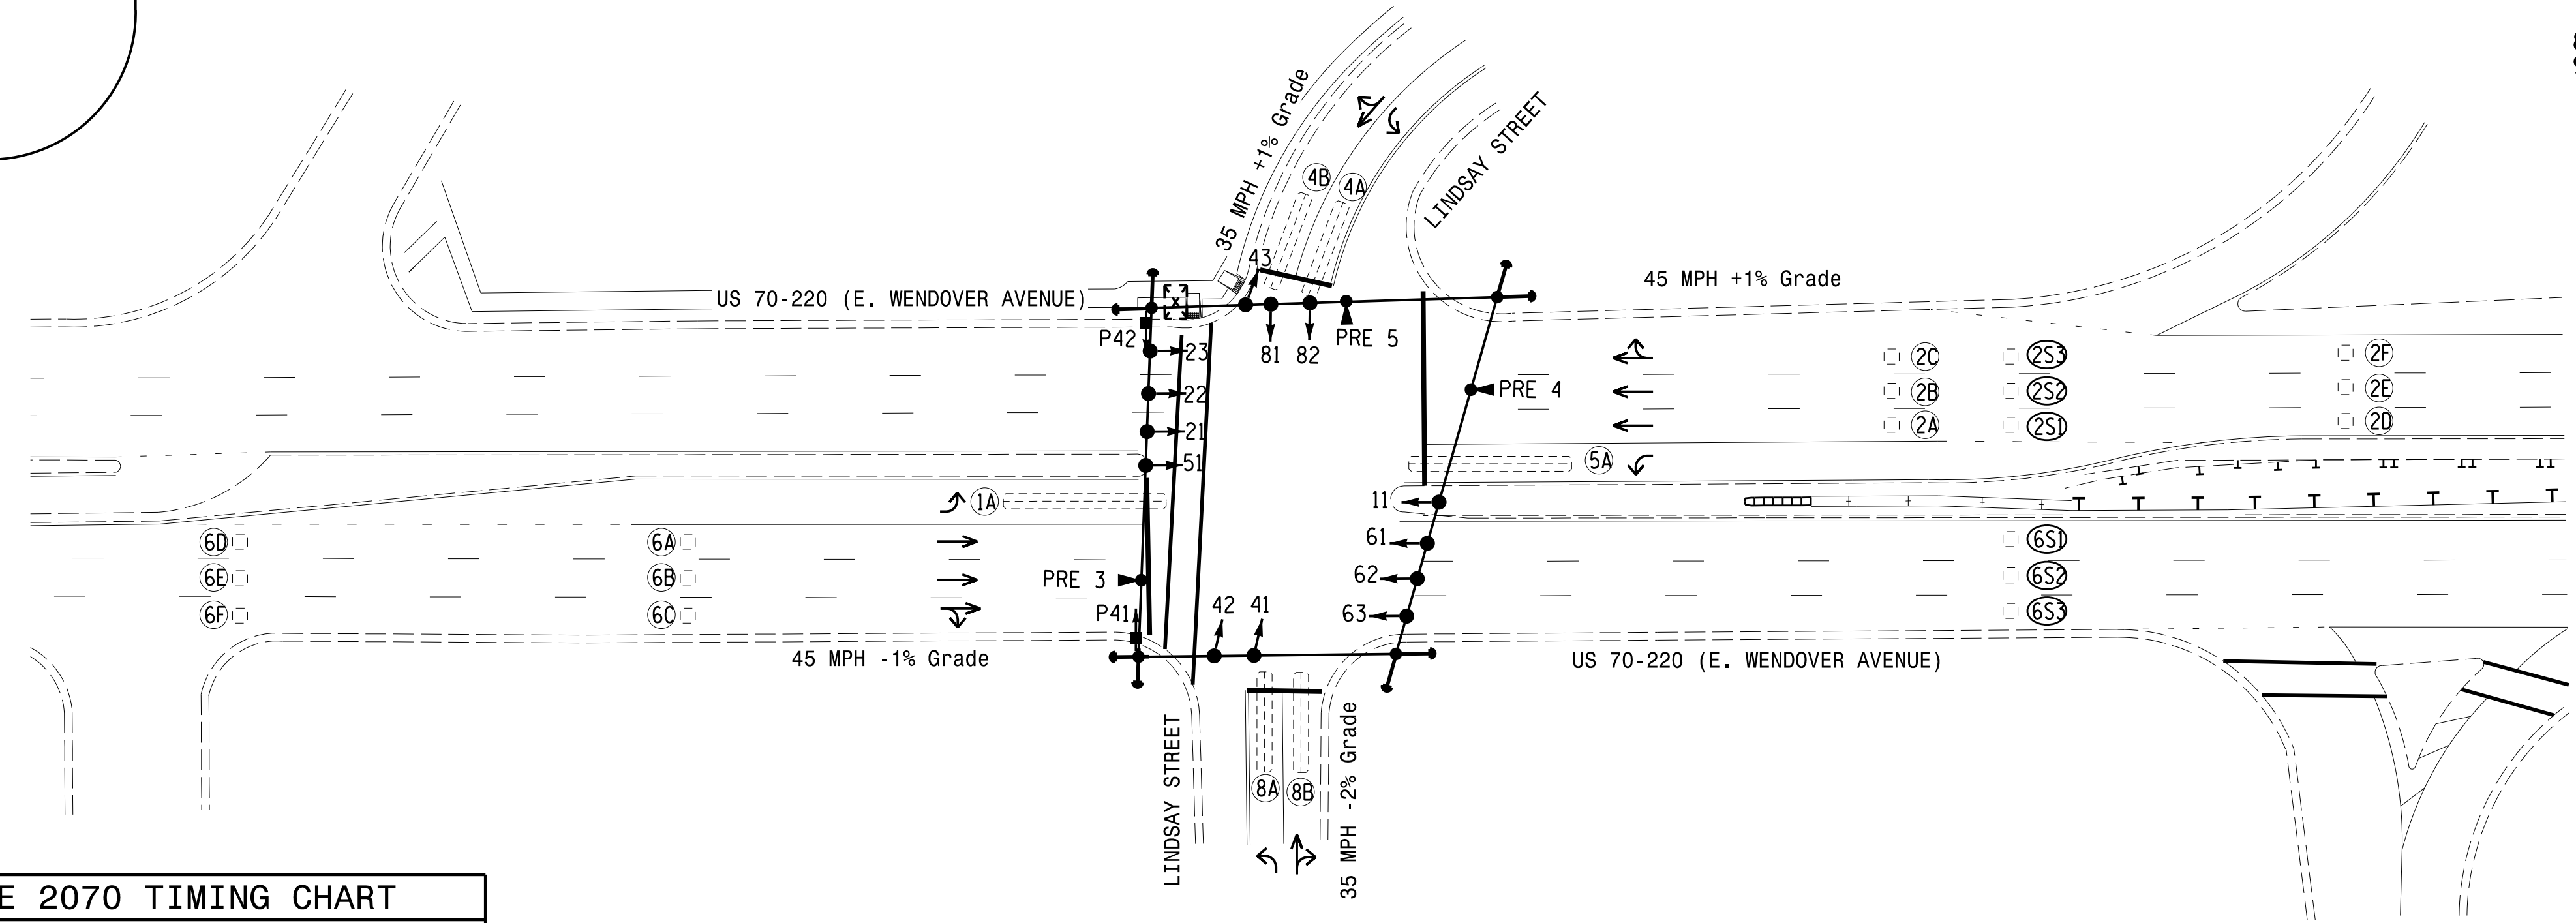 35 MPH +1% Grade
LINDSAY STREET
4B
4A
43
US 70-220 (E. WENDOVER AVENUE)
45 MPH +1% Grade
P42
23
81
82
PRE 5
22
21
51
PRE 4
2C
2S3
2F
2B
2S2
2E
2A
2S1
2D
5A
1A
11
6D
6A
61
6S1
6E
6B
PRE 3
62
6S2
6F
6C
P41
42
41
63
6S3
45 MPH -1% Grade
US 70-220 (E. WENDOVER AVENUE)
LINDSAY STREET
8A
8B
35 MPH -2% Grade
E 2070 TIMING CHART